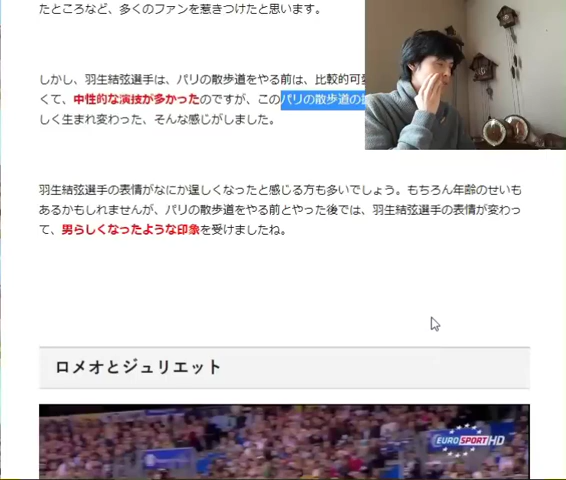 たところなど、多くのファンを惹きつけたと思います。
しかし、羽生結弦選手は、パリの散歩道をやる前は、比較的可
くて、中性的な演技が多かったのですが、このパリの散歩道の
しく生まれ変わった、そんな感じがしました。
羽生結弦選手の表情がなにか逞しくなったと感じる方も多いでしょう。もちろん年齢のせいも
あるかもしれませんが、パリの散歩道をやる前とやった後では、羽生結弦選手の表情が変わっ
て、男らしくなったような印象を受けましたね。
ロメオとジュリエット
EUROSPORT HD